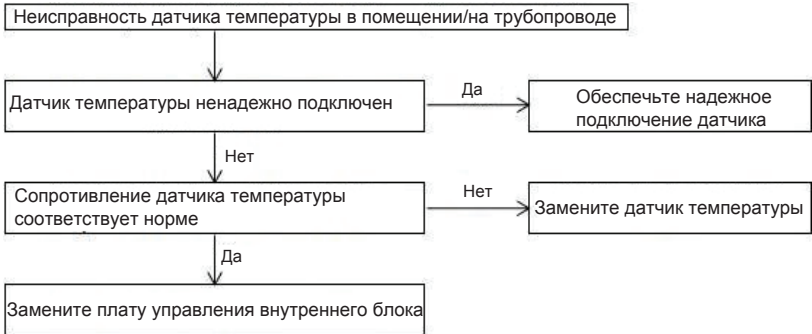 Неисправность датчика температуры в помещении/на трубопроводе
Датчик температуры ненадежно подключен
Да
Обеспечьте надежное
подключение датчика
Нет
Сопротивление датчика температуры
соответствует норме
Нет
Замените датчик температуры
Да
Замените плату управления внутреннего блока